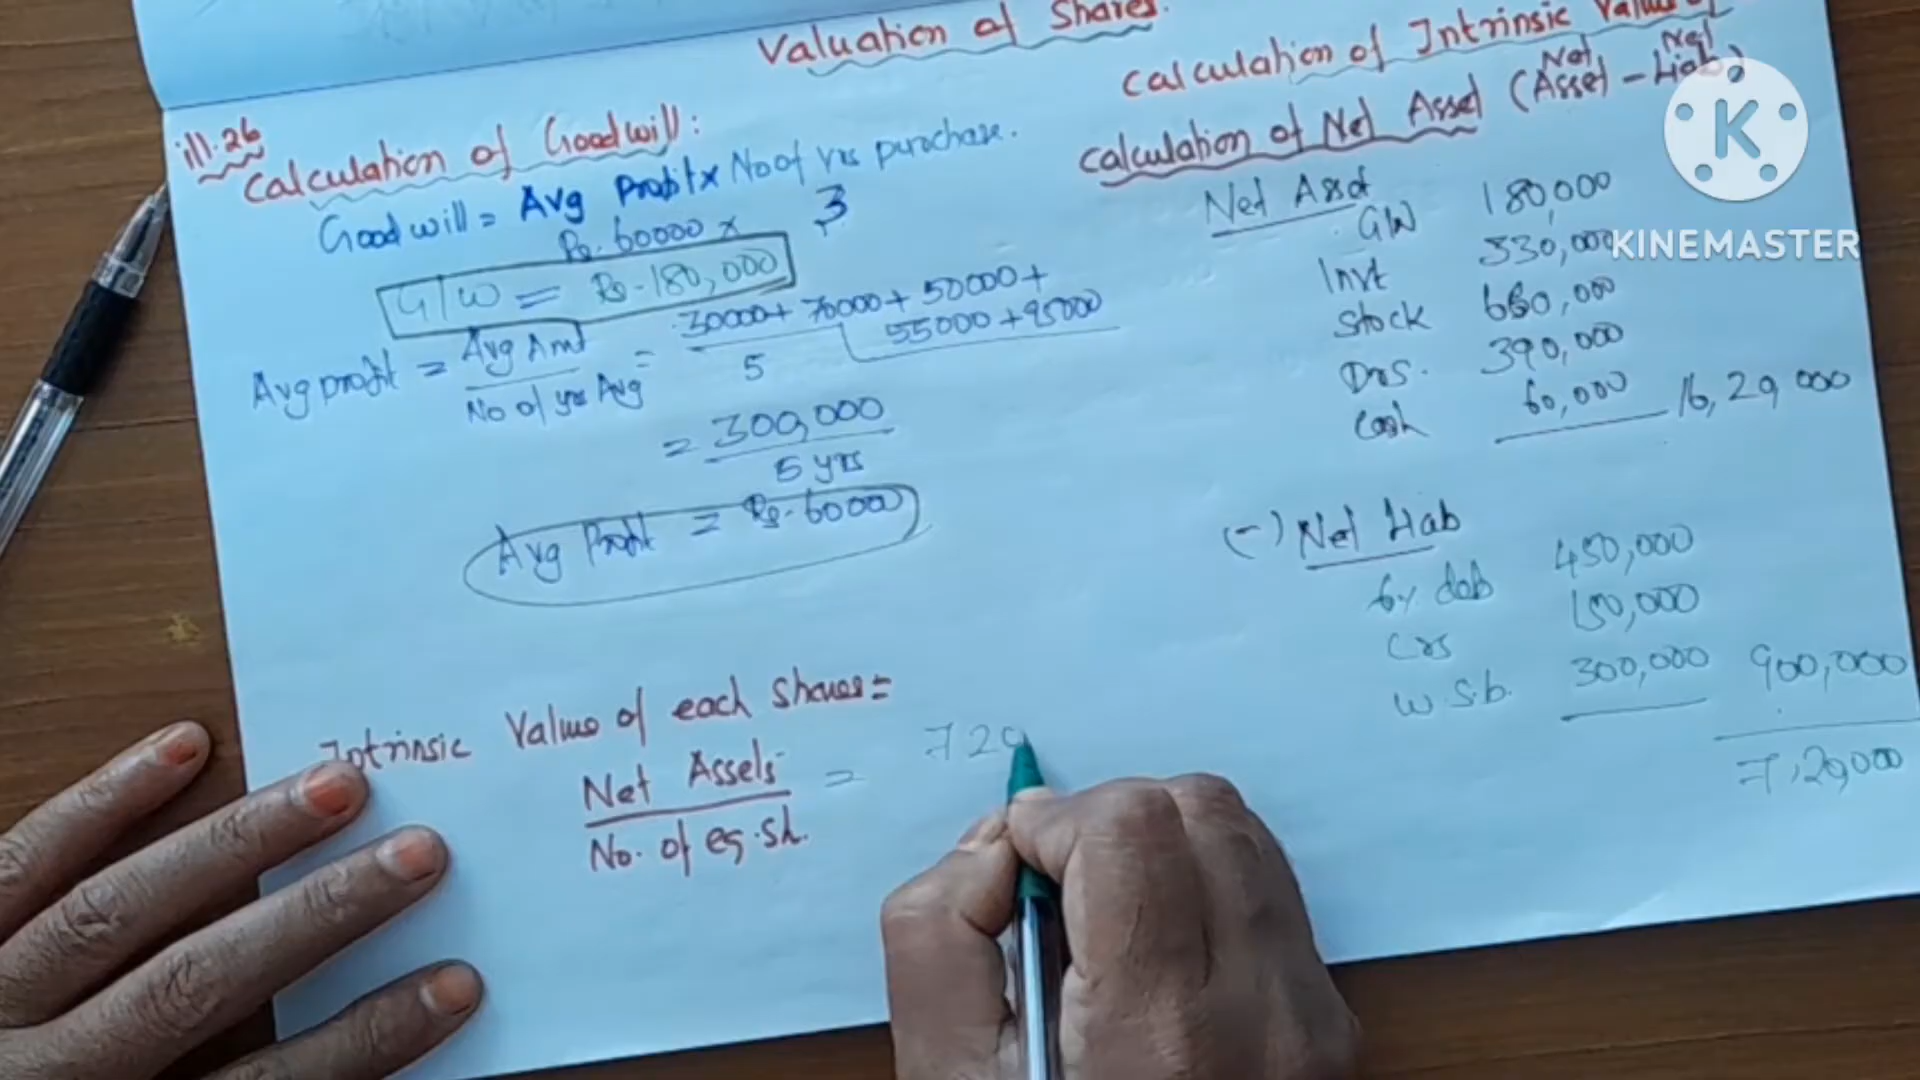 Valuation of Shares.
ill.26
Calculation of Goodwill:
Goodwill = Avg Profit x No of yrs purchase.
Rs. 60000 x 3
G/W = Rs. 180,000
Avg profit = Avg Amt / No of yrs Avg = 30000 + 70000 + 50000 + 55000 + 95000 / 5
= 300,000 / 5 yrs
Avg Profit = Rs. 60000
Intrinsic Value of each Shares =
Net Assets / No. of eq. sh. = 729
Calculation of Intrinsic Value of
Calculation of Net Asset (Net Asset - Net Liab)
Net Asset
GW 180,000
Invt 330,000
Stock
Drs. 390,000
Cash 60,000 16,29,000
(-) Net Liab
6% deb 450,000
Crs 150,000
W.S.b. 300,000 900,000
7,29,000
K
KINEMASTER